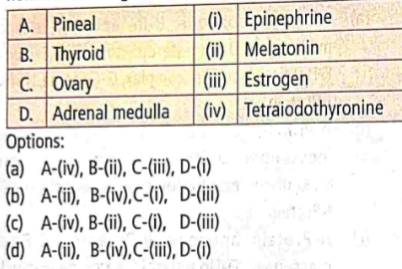 A. Pineal (i) Epinephrine
B. Thyroid (ii) Melatonin
C. Ovary (iii) Estrogen
D. Adrenal medulla (iv) Tetraiodothyronine
Options:
(a) A-(iv), B-(ii), C-(iii), D-(i)
(b) A-(ii), B-(iv), C-(i), D-(iii)
(c) A-(iv), B-(ii), C-(i), D-(iii)
(d) A-(ii), B-(iv), C-(iii), D-(i)